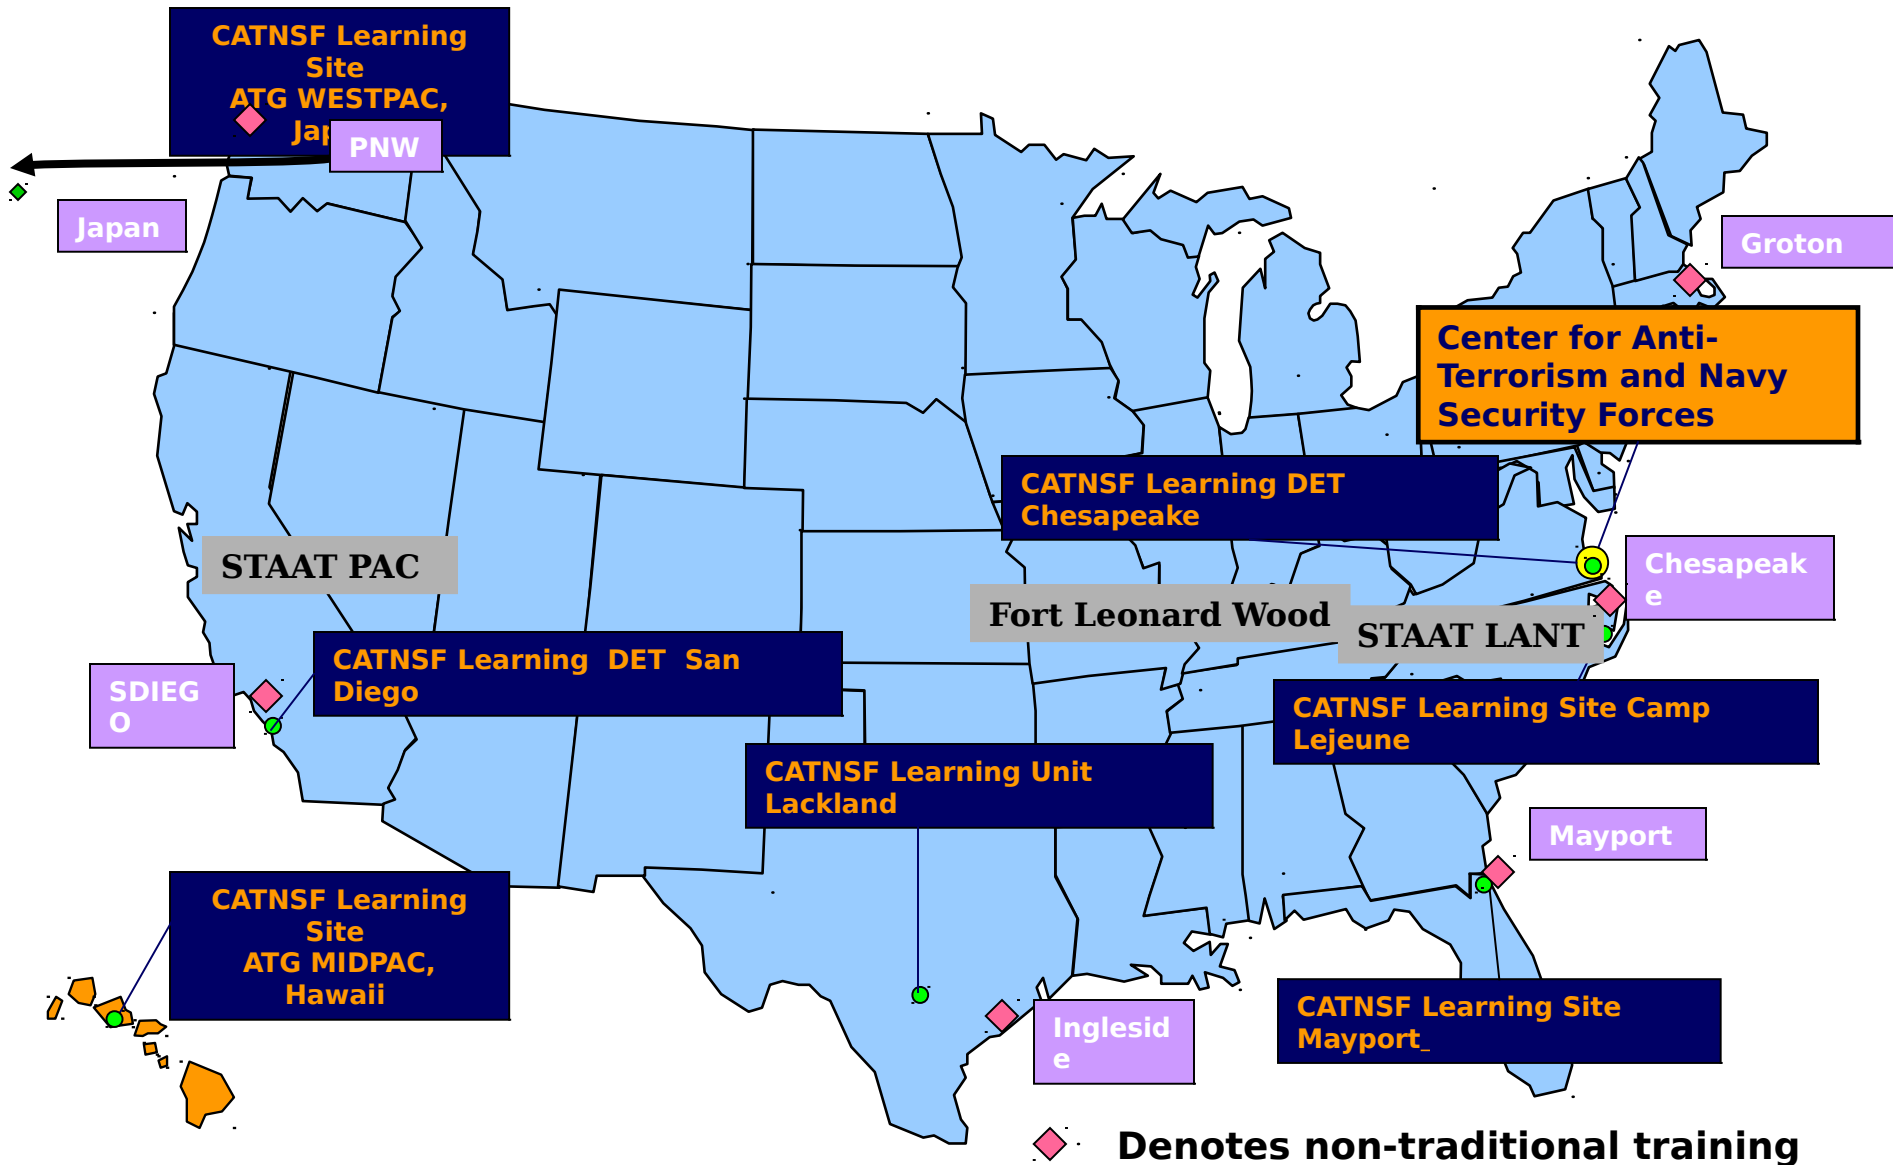 CATNSF Learning
Site
ATG WESTPAC,
PNW
Japan
Groton
Center for Anti-
Terrorism and Navy
Security Forces
CATNSF Learning DET
Chesapeake
STAAT PAC
Chesapeak
e
Fort Leonard Wood
STAAT LANT
CATNSF Learning  DET  San
Diego
SDIEG
O
CATNSF Learning Site Camp
Lejeune
CATNSF Learning Unit
Lackland
Mayport
CATNSF Learning
Site
ATG MIDPAC,
Hawaii
CATNSF Learning Site
Mayport_
Inglesid
e
Denotes non-traditional training